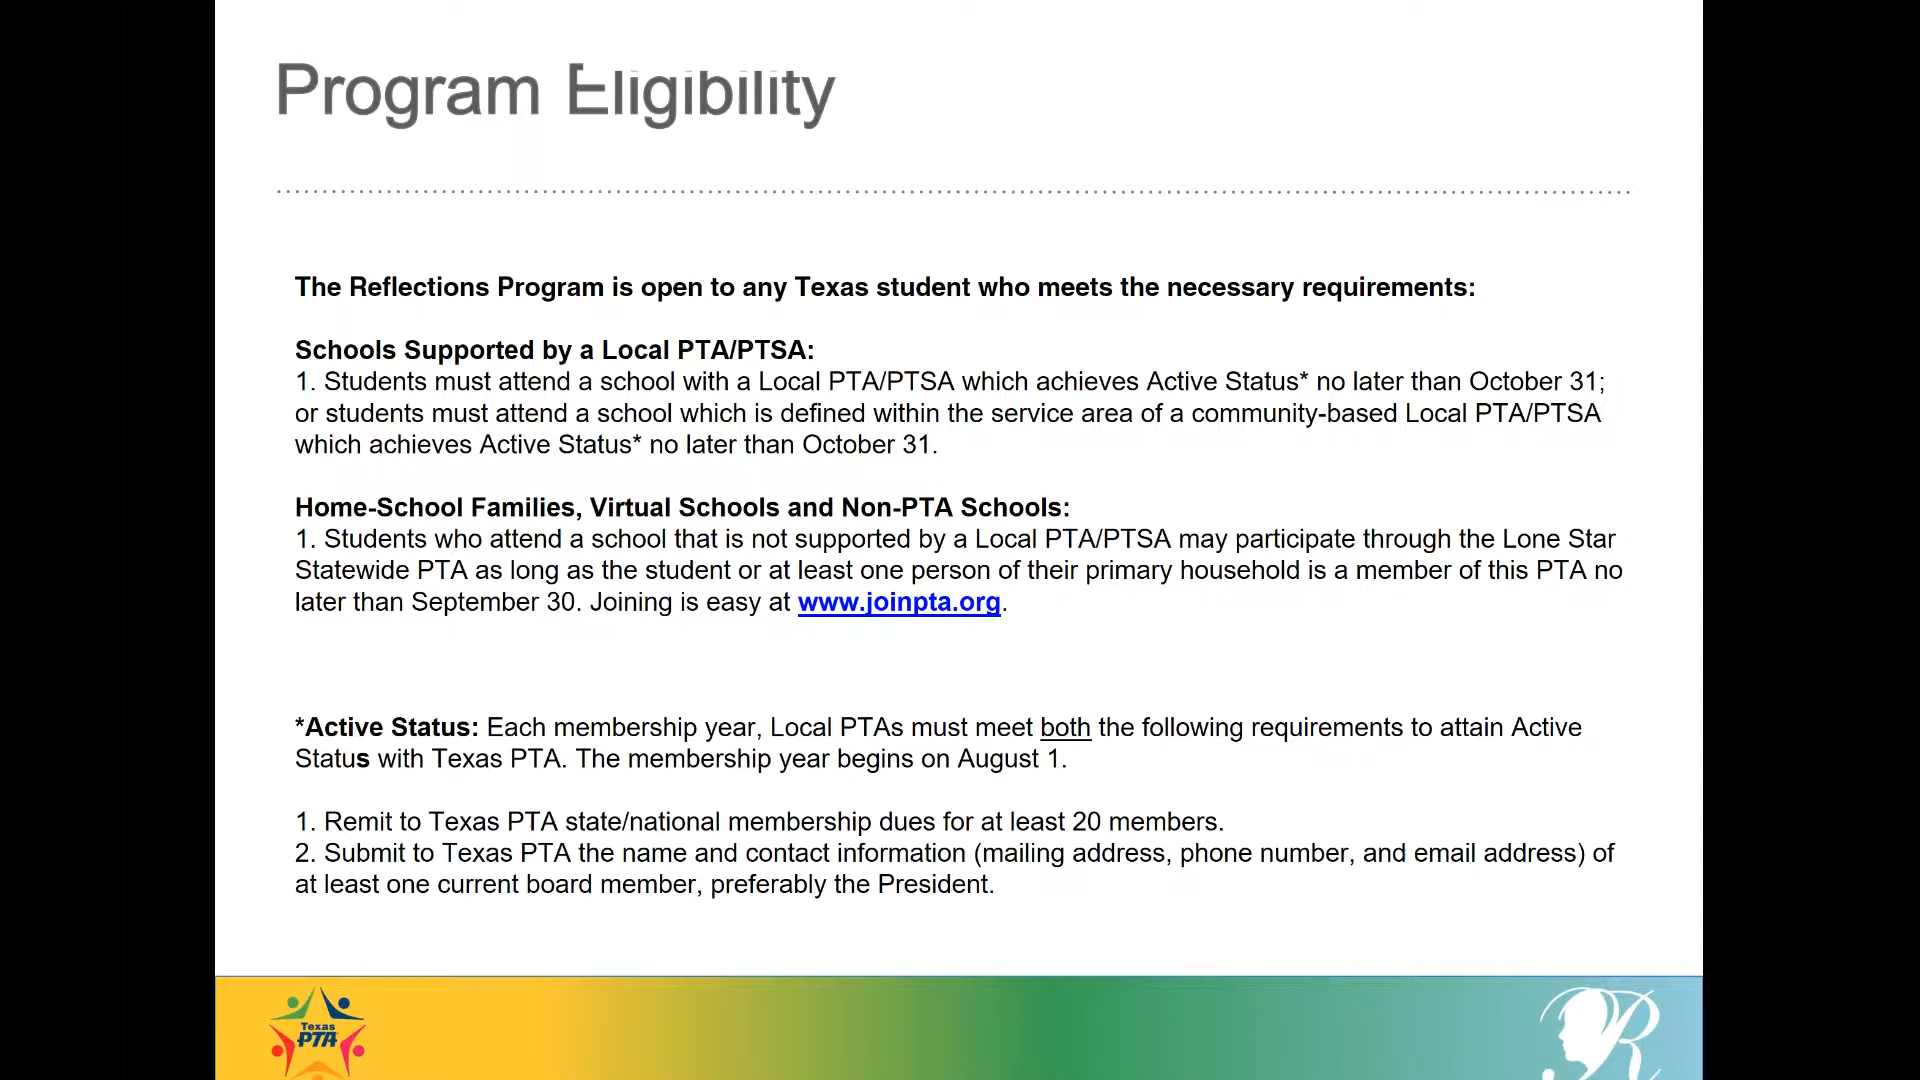 Program Eligibility
The Reflections Program is open to any Texas student who meets the necessary requirements:
Schools Supported by a Local PTA/PTSA:
1. Students must attend a school with a Local PTA/PTSA which achieves Active Status* no later than October 31;
or students must attend a school which is defined within the service area of a community-based Local PTA/PTSA
which achieves Active Status* no later than October 31.
Home-School Families, Virtual Schools and Non-PTA Schools:
1. Students who attend a school that is not supported by a Local PTA/PTSA may participate through the Lone Star
Statewide PTA as long as the student or at least one person of their primary household is a member of this PTA no
later than September 30. Joining is easy at www.joinpta.org.
*Active Status: Each membership year, Local PTAs must meet both the following requirements to attain Active
Status with Texas PTA. The membership year begins on August 1.
1. Remit to Texas PTA state/national membership dues for at least 20 members.
2. Submit to Texas PTA the name and contact information (mailing address, phone number, and email address) of
at least one current board member, preferably the President.
Texas
PTA
R